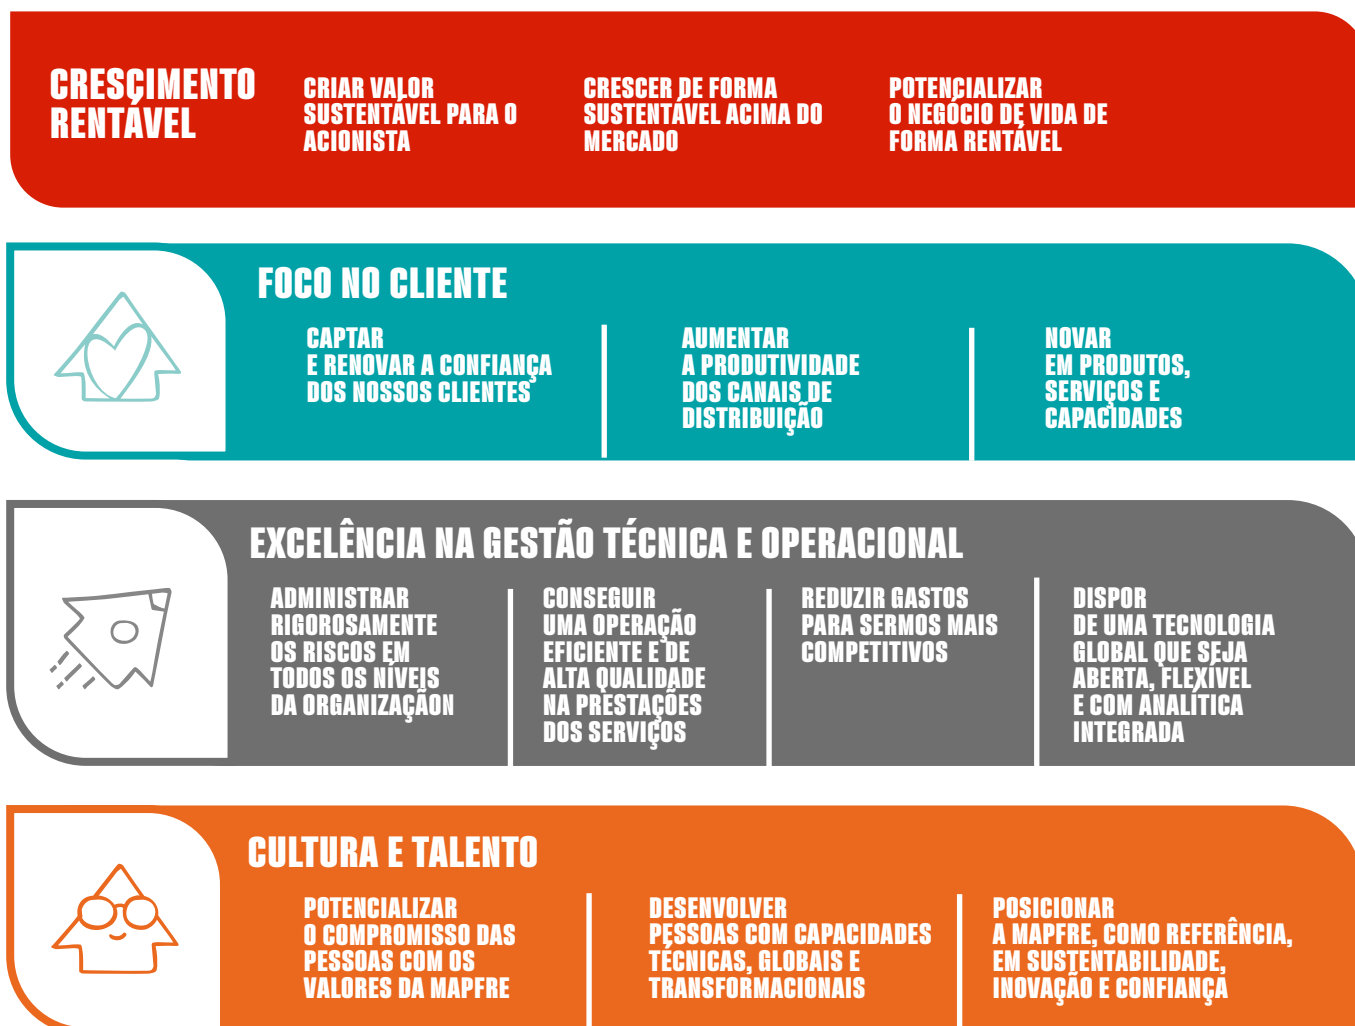 CRESCIMENTO
RENTÁVEL
CRIAR VALOR
SUSTENTÁVEL PARA O
ACIONISTA
CRESCER DE FORMA
SUSTENTÁVEL ACIMA DO
MERCADO
POTENCIALIZAR
O NEGÓCIO DE VIDA DE
FORMA RENTÁVEL
FOCO NO CLIENTE
CAPTAR
E RENOVAR A CONFIANÇA
DOS NOSSOS CLIENTES
AUMENTAR
A PRODUTIVIDADE
DOS CANAIS DE
DISTRIBUIÇÃO
NOVAR
EM PRODUTOS,
SERVIÇOS E
CAPACIDADES
EXCELÊNCIA NA GESTÃO TÉCNICA E OPERACIONAL
ADMINISTRAR
RIGOROSAMENTE
OS RISCOS EM
TODOS OS NÍVEIS
DA ORGANIZAÇÃON
CONSEGUIR
UMA OPERAÇÃO
EFICIENTE E DE
ALTA QUALIDADE
NA PRESTAÇÕES
DOS SERVIÇOS
REDUZIR GASTOS
PARA SERMOS MAIS
COMPETITIVOS
DISPOR
DE UMA TECNOLOGIA
GLOBAL QUE SEJA
ABERTA, FLEXÍVEL
E COM ANALÍTICA
INTEGRADA
CULTURA E TALENTO
POTENCIALIZAR
O COMPROMISSO DAS
PESSOAS COM OS
VALORES DA MAPFRE
DESENVOLVER
PESSOAS COM CAPACIDADES
TÉCNICAS, GLOBAIS E
TRANSFORMACIONAIS
POSICIONAR
A MAPFRE, COMO REFERÊNCIA,
EM SUSTENTABILIDADE,
INOVAÇÃO E CONFIANÇA